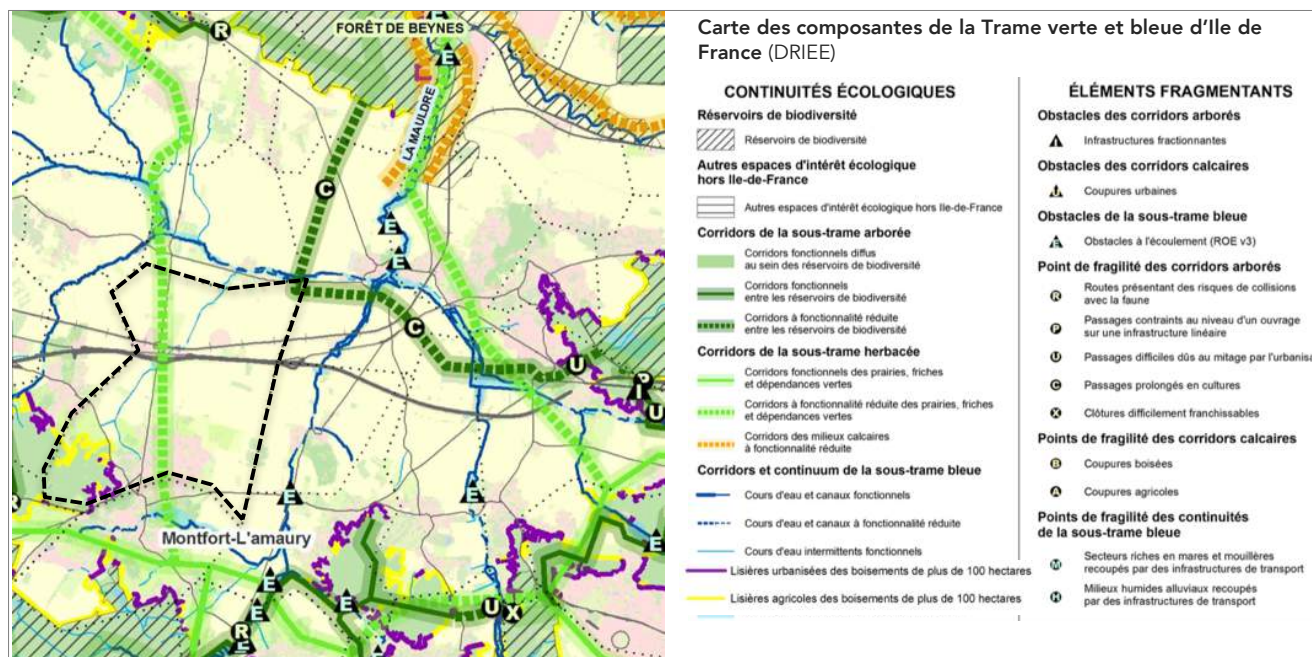 FORÊT DE BEYNES
R
E
E
LA MAULDRE
C
E
E
C
U
P
I
U
R
E
E
Montfort-L'amaury
E
E
E
E
R
E
U
X
Carte des composantes de la Trame verte et bleue d'Ile de
France (DRIEE)
CONTINUITÉS ÉCOLOGIQUES
Réservoirs de biodiversité
Réservoirs de biodiversité
Autres espaces d'intérêt écologique
hors Ile-de-France
Autres espaces d'intérêt écologique hors Ile-de-France
Corridors de la sous-trame arborée
Corridors fonctionnels diffus
au sein des réservoirs de biodiversité
Corridors fonctionnels
entre les réservoirs de biodiversité
Corridors à fonctionnalité réduite
entre les réservoirs de biodiversité
Corridors de la sous-trame herbacée
Corridors fonctionnels des prairies, friches
et dépendances vertes
Corridors à fonctionnalité réduite des prairies, friches
et dépendances vertes
Corridors des milieux calcaires
à fonctionnalité réduite
Corridors et continuum de la sous-trame bleue
Cours d'eau et canaux fonctionnels
Cours d'eau et canaux à fonctionnalité réduite
Cours d'eau intermittents fonctionnels
Lisières urbanisées des boisements de plus de 100 hectares
Lisières agricoles des boisements de plus de 100 hectares
ÉLÉMENTS FRAGMENTANTS
Obstacles des corridors arborés
Infrastructures fractionnantes
Obstacles des corridors calcaires
Coupures urbaines
Obstacles de la sous-trame bleue
E Obstacles à l'écoulement (ROE v3)
Point de fragilité des corridors arborés
R Routes présentant des risques de collisions
avec la faune
P Passages contraints au niveau d'un ouvrage
sur une infrastructure linéaire
U Passages difficiles dûs au mitage par l'urbanisa
C Passages prolongés en cultures
X Clôtures difficilement franchissables
Points de fragilité des corridors calcaires
B Coupures boisées
A Coupures agricoles
Points de fragilité des continuités
de la sous-trame bleue
M Secteurs riches en mares et mouillères
recoupés par des infrastructures de transport
H Milieux humides alluviaux recoupés
par des infrastructures de transport